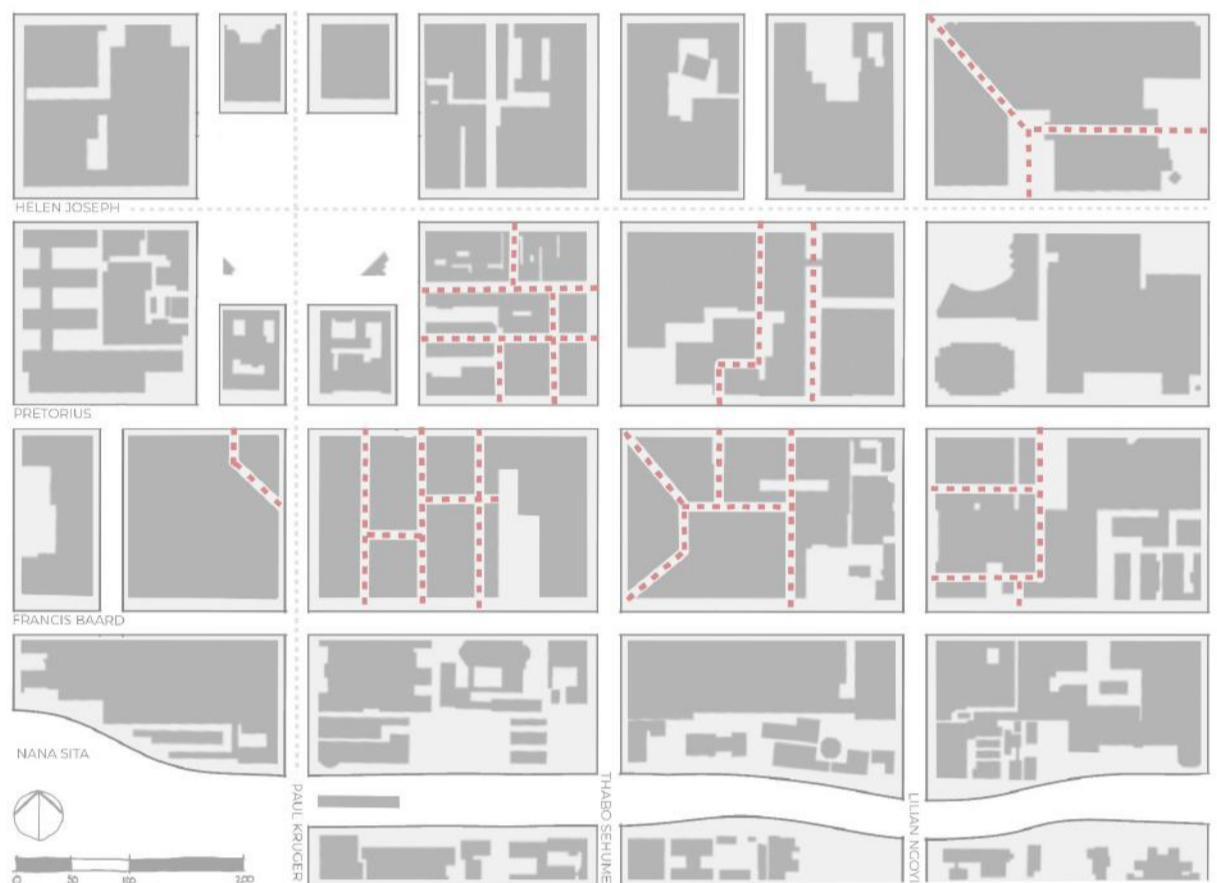 HELEN JOSEPH
PRETORIUS
FRANCIS BAARD
NANA SITA
PAUL KRUGER
THABO SEHUME
LILIAN NGOYI
0 50 100 200